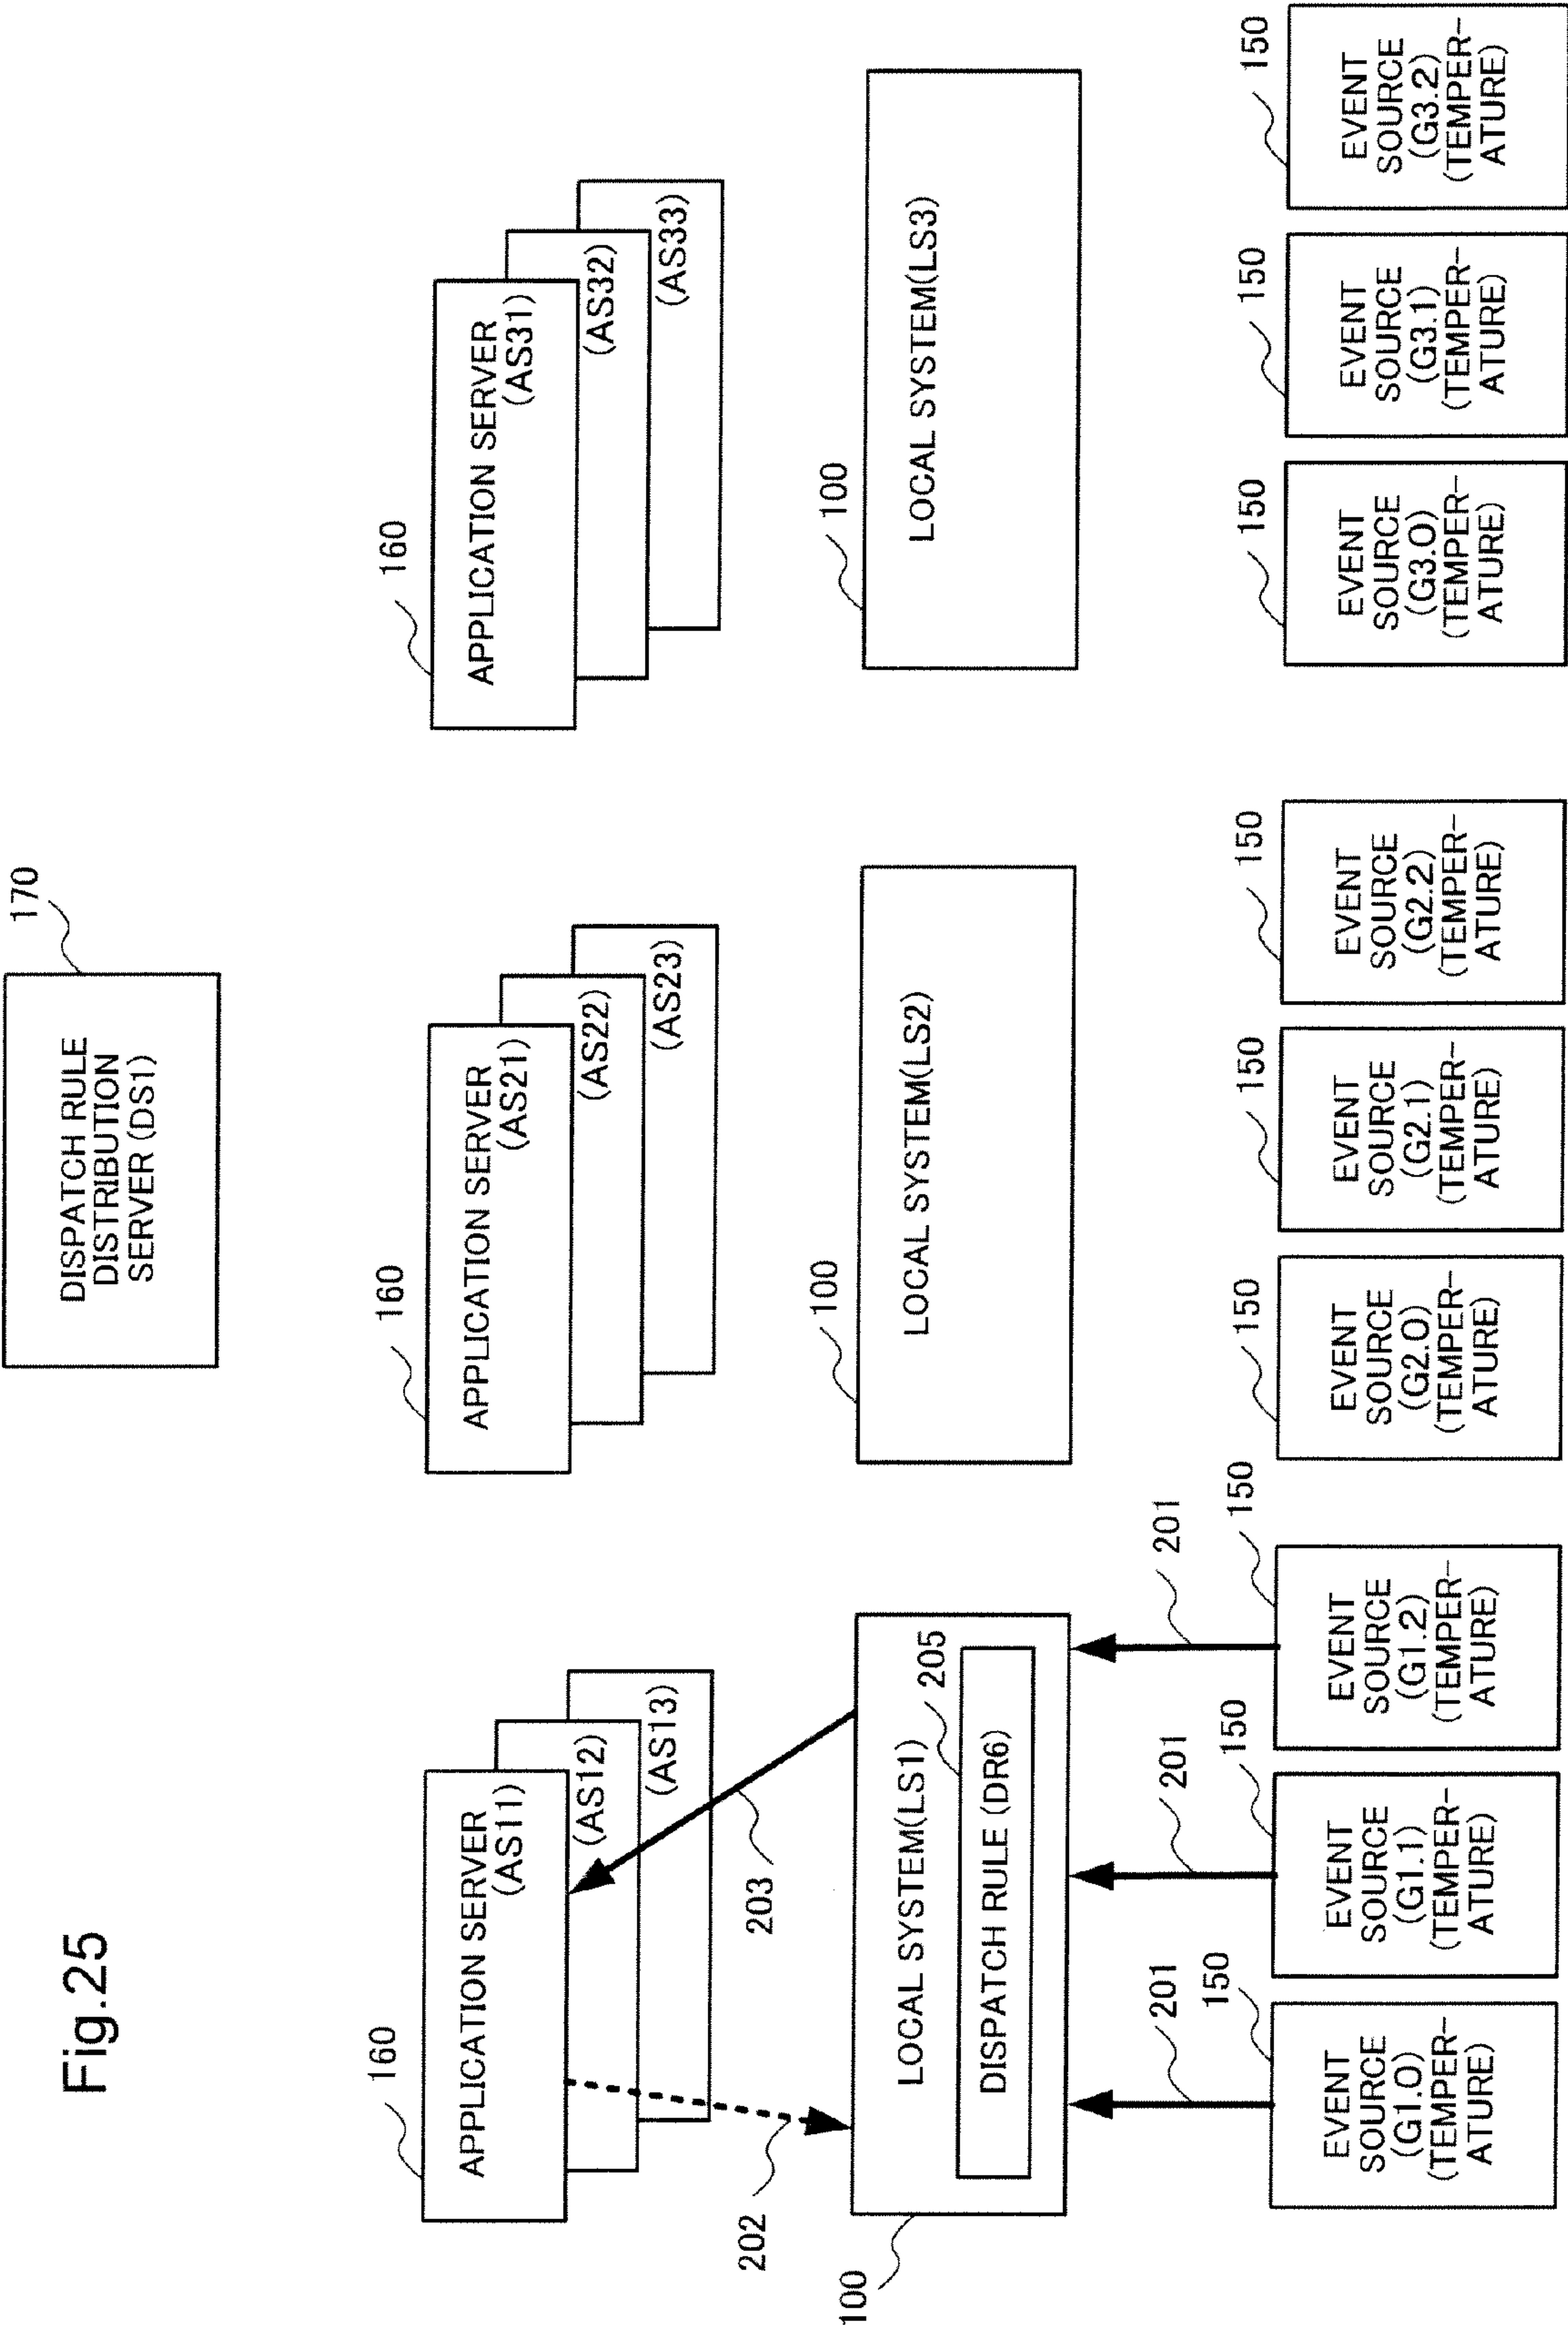 Fig.25
170
DISPATCH RULE
DISTRIBUTION
SERVER (DS1)
160
APPLICATION SERVER
(AS11)
(AS12)
(AS13)
160
APPLICATION SERVER
(AS21)
(AS22)
(AS23)
160
APPLICATION SERVER
(AS31)
(AS32)
(AS33)
202
203
100
LOCAL SYSTEM(LS1)
205
DISPATCH RULE (DR6)
100
LOCAL SYSTEM(LS2)
100
LOCAL SYSTEM(LS3)
201
150
EVENT
SOURCE
(G1.0)
(TEMPER-
ATURE)
201
150
EVENT
SOURCE
(G1.1)
(TEMPER-
ATURE)
201
150
EVENT
SOURCE
(G1.2)
(TEMPER-
ATURE)
150
EVENT
SOURCE
(G2.0)
(TEMPER-
ATURE)
150
EVENT
SOURCE
(G2.1)
(TEMPER-
ATURE)
150
EVENT
SOURCE
(G2.2)
(TEMPER-
ATURE)
150
EVENT
SOURCE
(G3.0)
(TEMPER-
ATURE)
150
EVENT
SOURCE
(G3.1)
(TEMPER-
ATURE)
150
EVENT
SOURCE
(G3.2)
(TEMPER-
ATURE)